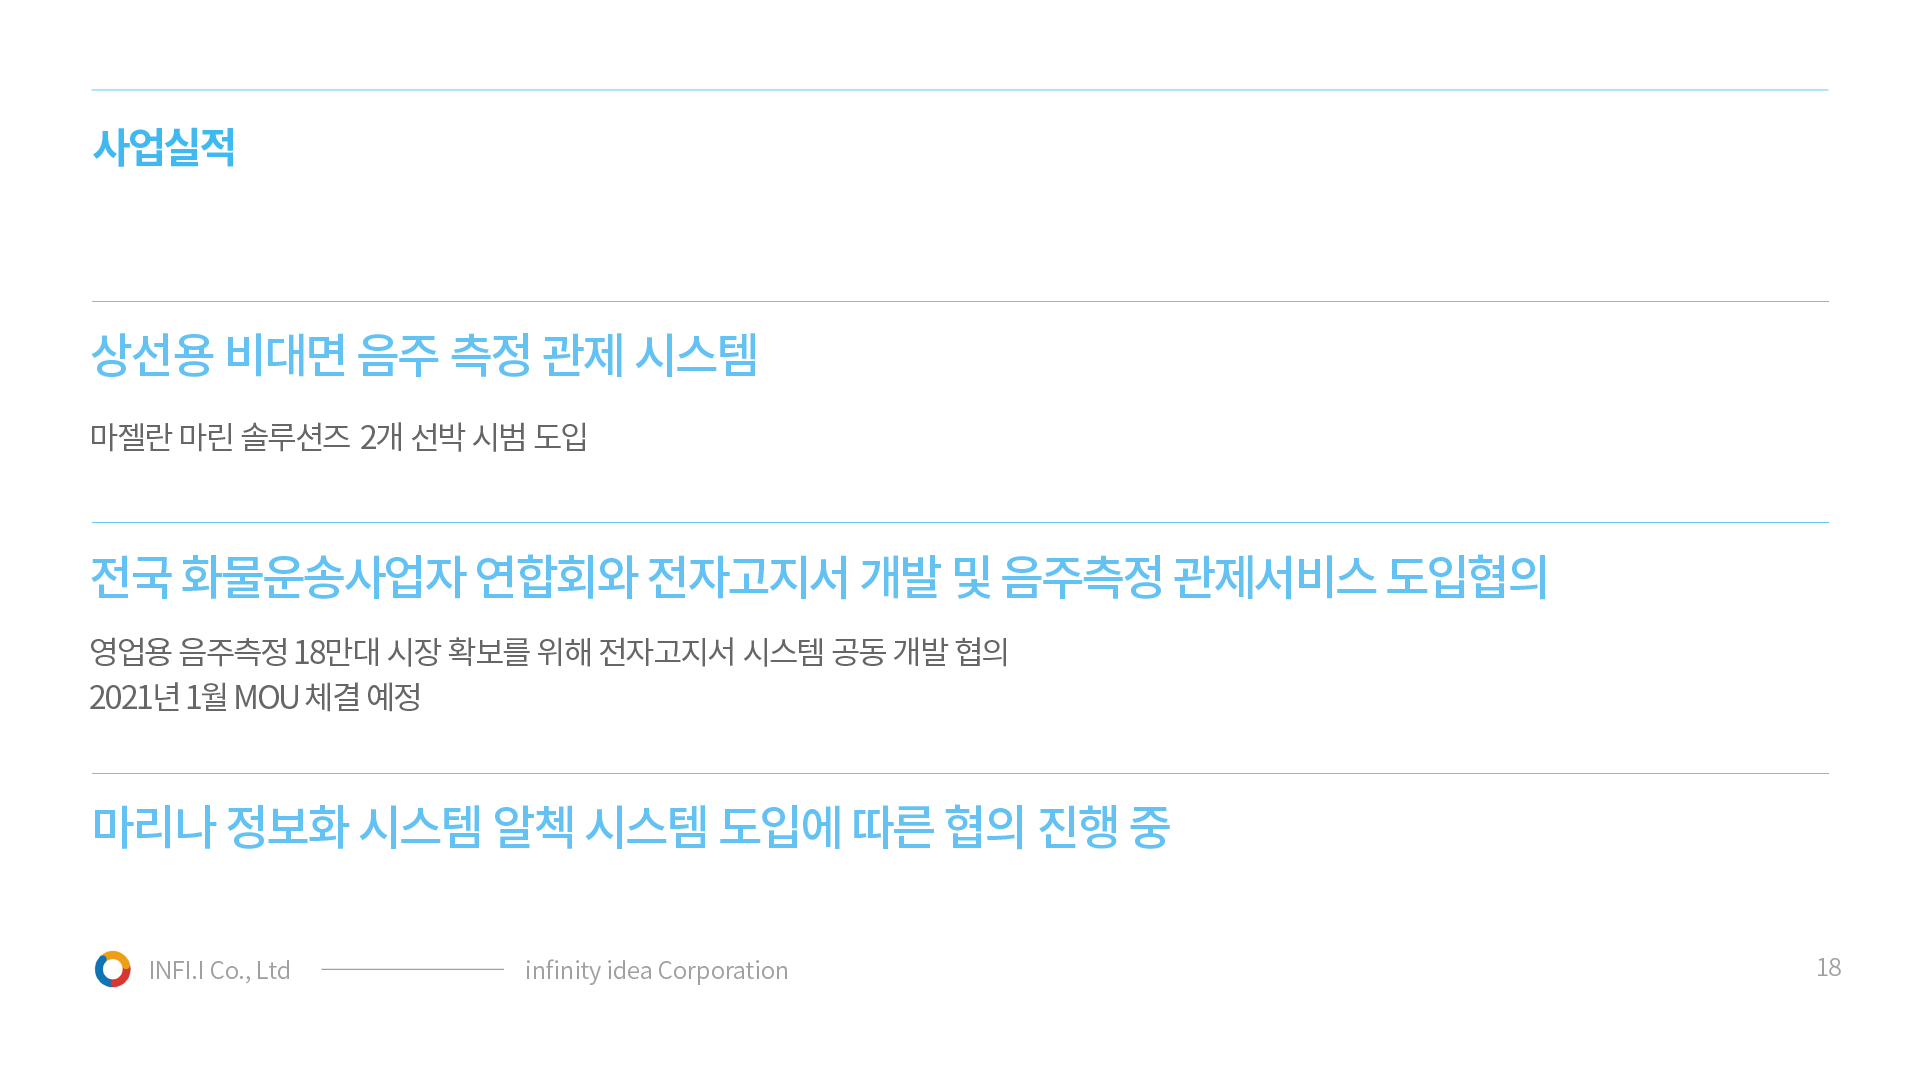 사업실적
상선용 비대면 음주 측정 관제 시스템
마젤란 마린 솔루션즈 2개 선박 시범 도입
전국 화물운송사업자 연합회와 전자고지서 개발 및 음주측정 관제서비스 도입협의
영업용 음주측정 18만대 시장 확보를 위해 전자고지서 시스템 공동 개발 협의
2021년 1월 MOU 체결 예정
마리나 정보화 시스템 알첵 시스템 도입에 따른 협의 진행 중
INFI.I Co., Ltd infinity idea Corporation 18